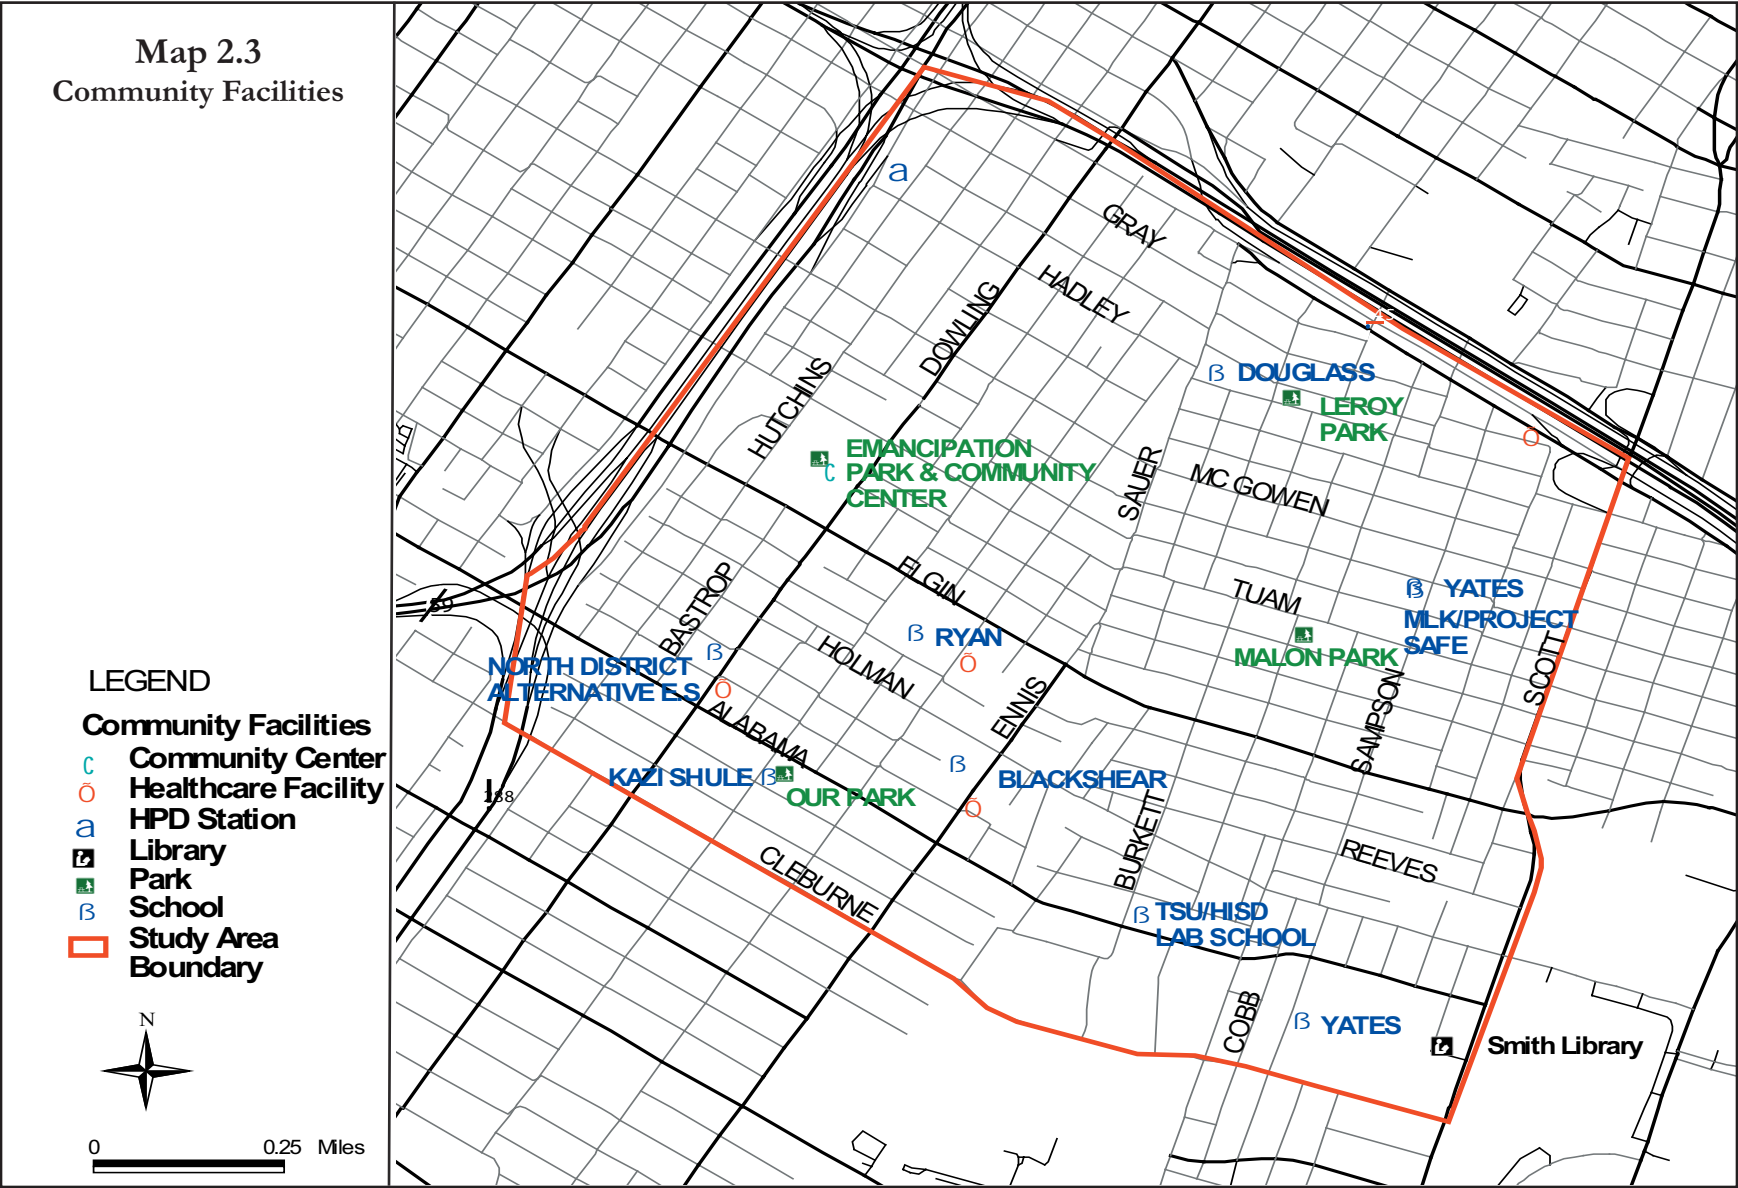 Map 2.3
Community Facilities
LEGEND
Community Facilities
Community Center
Healthcare Facility
HPD Station
Library
Park
School
Study Area
Boundary
N
0 0.25 Miles
GRAY
HADLEY
DOWLING
HUTCHINS
DOUGLASS
LEROY
PARK
EMANCIPATION
PARK & COMMUNITY
CENTER
SAUER
MC GOWEN
ELGIN
TUAM
YATES
MLK/PROJECT
SAFE
MALON PARK
SCOTT
SAMPSON
BASTROP
RYAN
HOLMAN
NORTH DISTRICT
ALTERNATIVE E.S
ENNIS
ALABAMA
KAZI SHULE
OUR PARK
BLACKSHEAR
BURKETT
REEVES
CLEBURNE
TSU/HISD
LAB SCHOOL
COBB
YATES
Smith Library
59
288
45